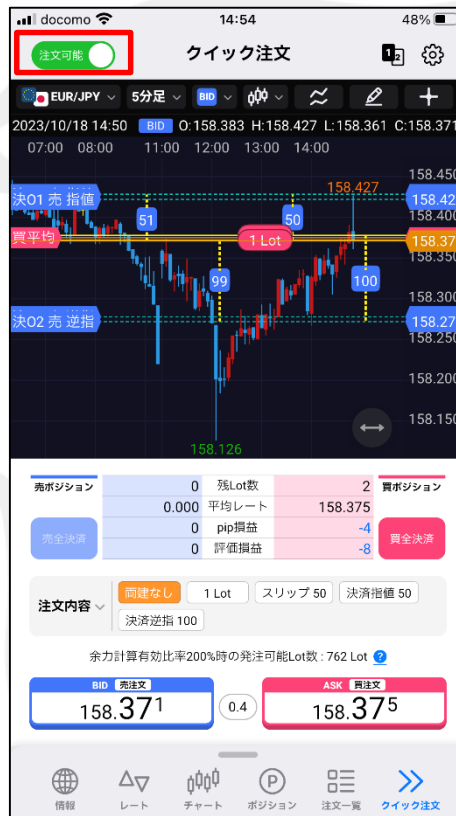 docomo 14:54 48%
注文可能 クイック注文
EUR/JPY 5分足 BID
2023/10/18 14:50 BID O:158.383 H:158.427 L:158.361 C:158.371
07:00 08:00 11:00 12:00 13:00 14:00
158.450
158.427
決01 売 指値 158.42
158.400
51 50
買平均 1 Lot 158.37
158.350
99 100
158.300
決02 売 逆指 158.27
158.250
158.200
158.150
158.126
売ポジション 0 残Lot数 2 買ポジション
0.000 平均レート 158.375
売全決済 0 pip損益 -4 買全決済
0 評価損益 -8
注文内容 両建なし 1 Lot スリップ 50 決済指値 50
決済逆指 100
余力計算有効比率200%時の発注可能Lot数 : 762 Lot ?
BID 売注文 ASK 買注文
158.371 0.4 158.375
情報 レート チャート P ポジション 注文一覧 クイック注文